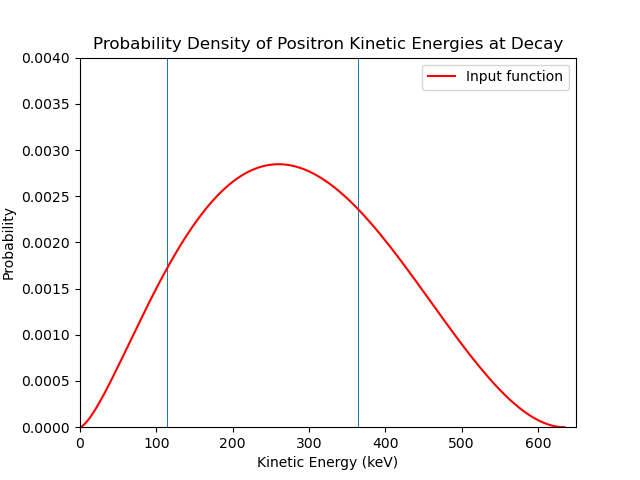 Probability Density of Positron Kinetic Energies at Decay
Input function
0.0040
0.0035
0.0030
0.0025
0.0020
0.0015
0.0010
0.0005
0.0000
Probability
0 100 200 300 400 500 600
Kinetic Energy (keV)